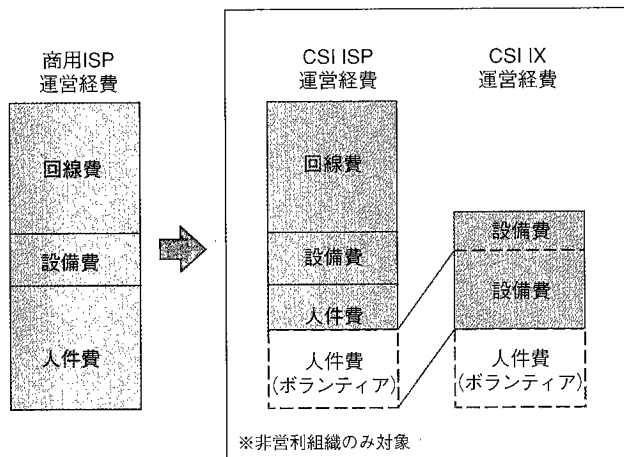 商用ISP
運営経費
回線費
設備費
人件費
CSI ISP
運営経費
回線費
設備費
人件費
人件費
(ボランティア)
CSI IX
運営経費
設備費
設備費
人件費
(ボランティア)
※非営利組織のみ対象